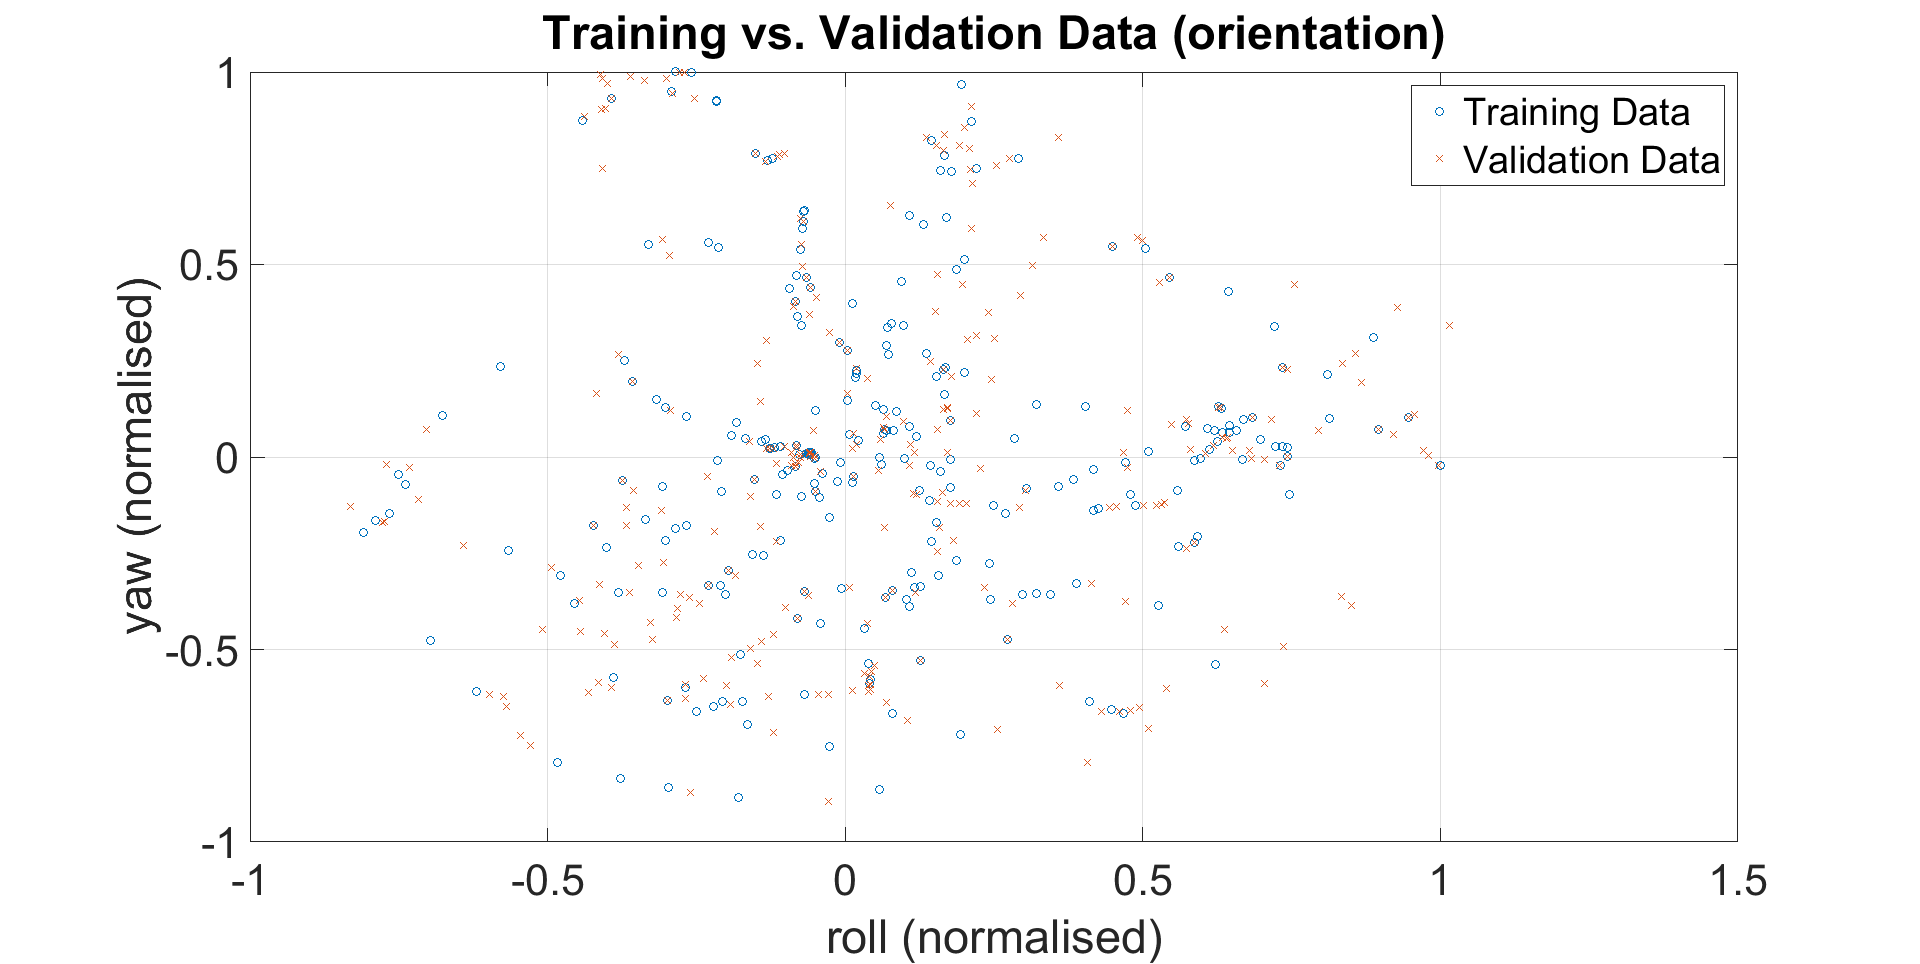 Training vs. Validation Data (orientation)
Training Data
Validation Data
yaw (normalised)
1
0.5
0
-0.5
-1
-1
-0.5
0
0.5
1
1.5
roll (normalised)